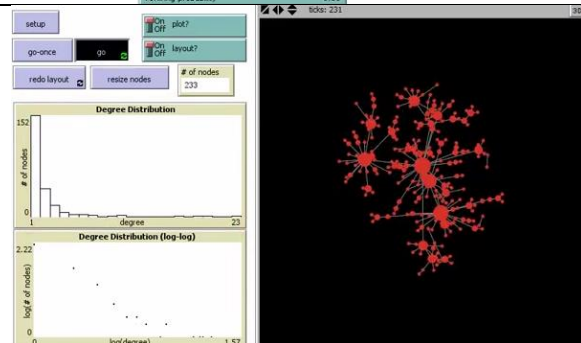 ticks: 231
3D
setup
On
Off
plot?
go-once
go
On
Off
layout?
redo layout
resize nodes
# of nodes
233
Degree Distribution
152
# of nodes
0
1
degree
23
Degree Distribution (log-log)
2.22
log(# of nodes)
0
0
log(degree)
1.57